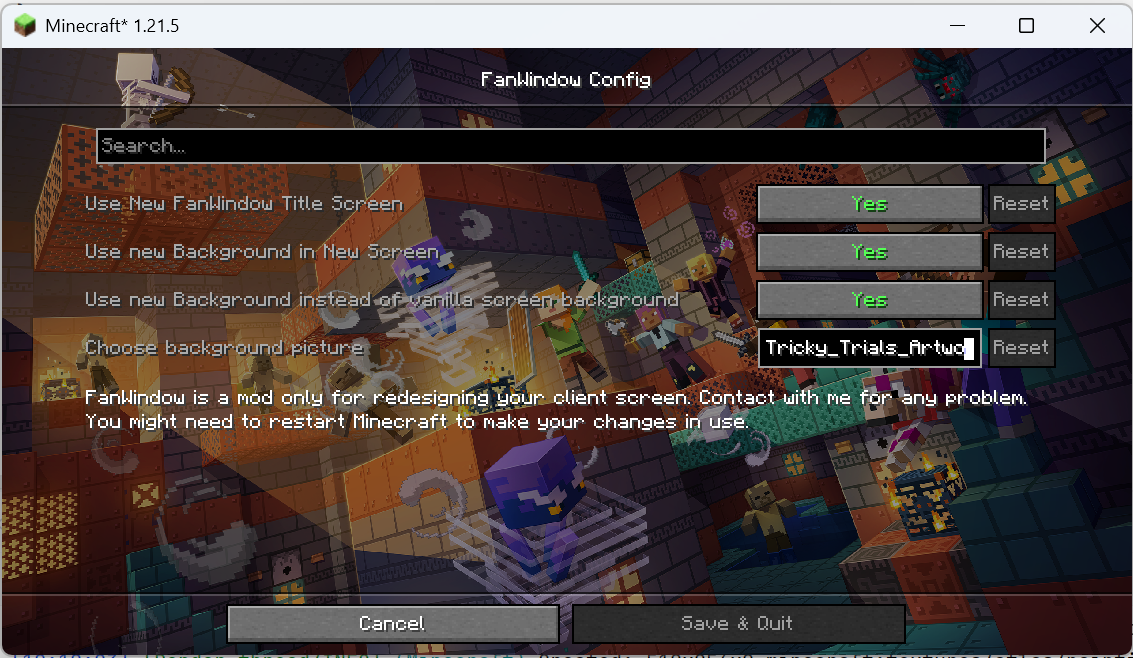 Minecraft* 1.21.5
FanWindow Config
Search...
Use New FanWindow Title Screen Yes Reset
Use new Background in New Screen Yes Reset
Use new Background instead of vanilla screen background Yes Reset
Choose background picture Tricky_Trials_Artwo Reset
FanWindow is a mod only for redesigning your client screen. Contact with me for any problem.
You might need to restart Minecraft to make your changes in use.
Cancel Save & Quit